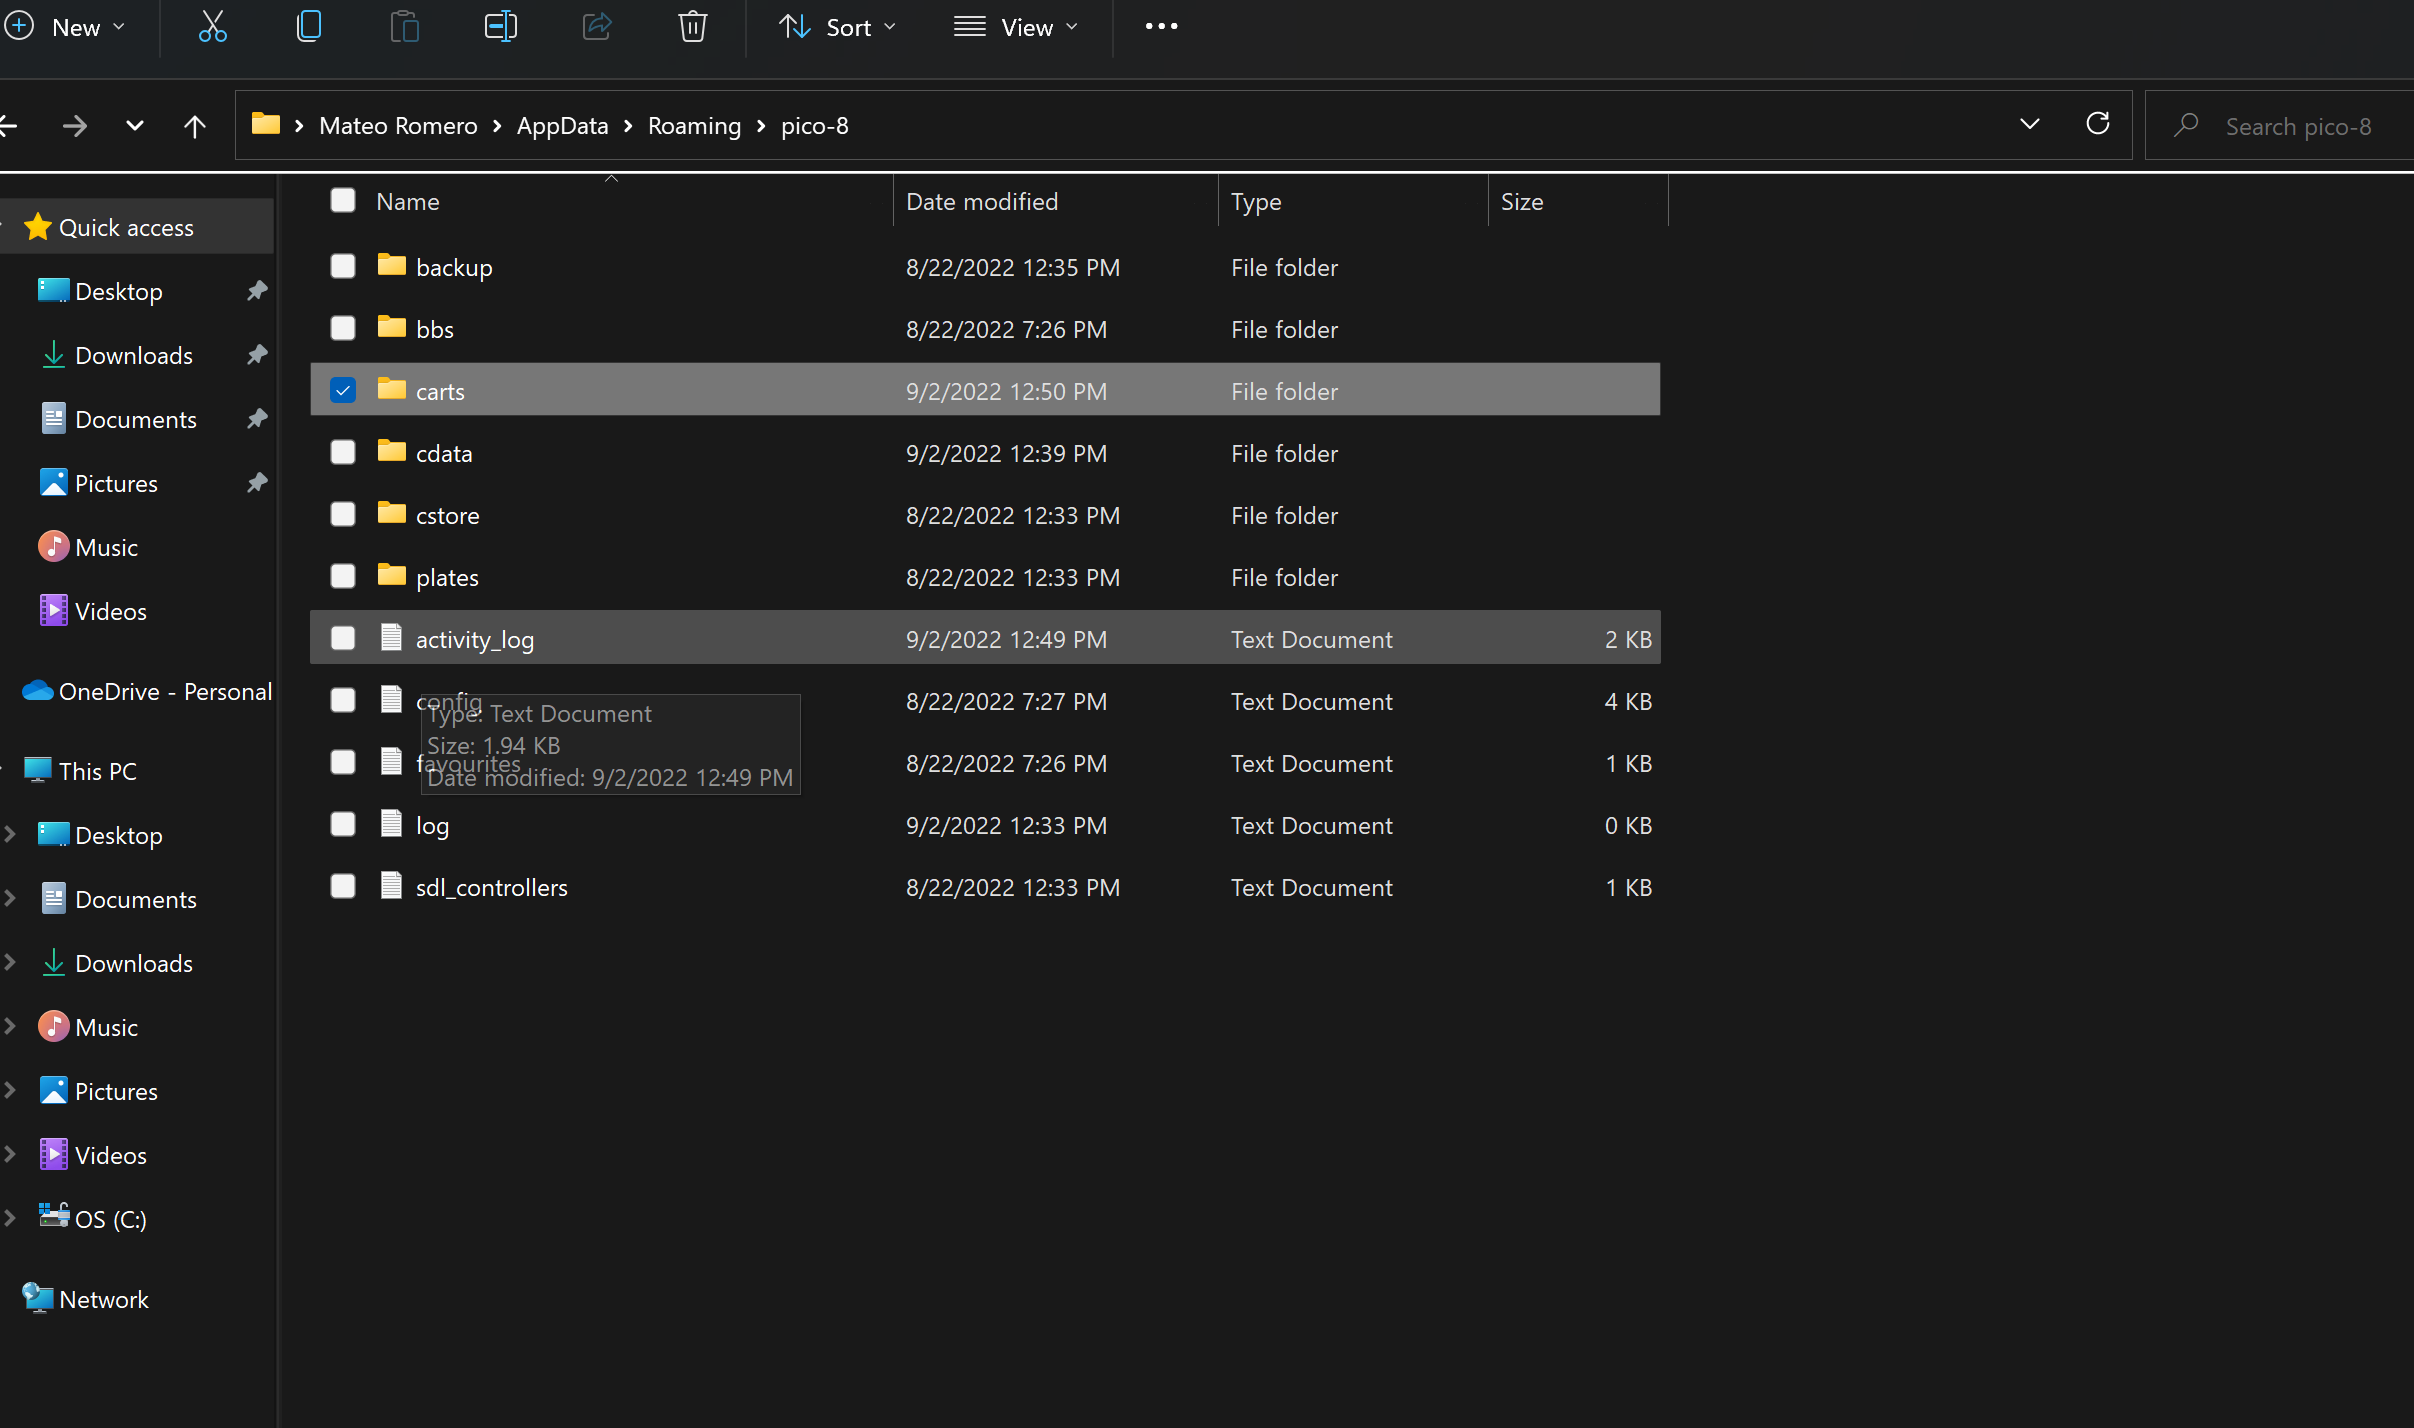 New Sort View
Mateo Romero AppData Roaming pico-8 Search pico-8
Name Date modified Type Size
Quick access
Desktop
Downloads
Documents
Pictures
Music
Videos
OneDrive - Personal
This PC
Desktop
Documents
Downloads
Music
Pictures
Videos
OS (C:)
Network
backup 8/22/2022 12:35 PM File folder
bbs 8/22/2022 7:26 PM File folder
carts 9/2/2022 12:50 PM File folder
cdata 9/2/2022 12:39 PM File folder
cstore 8/22/2022 12:33 PM File folder
plates 8/22/2022 12:33 PM File folder
activity_log 9/2/2022 12:49 PM Text Document 2 KB
config 8/22/2022 7:27 PM Text Document 4 KB
Type: Text Document
Size: 1.94 KB
favourites 8/22/2022 7:26 PM Text Document 1 KB
Date modified: 9/2/2022 12:49 PM
log 9/2/2022 12:33 PM Text Document 0 KB
sdl_controllers 8/22/2022 12:33 PM Text Document 1 KB